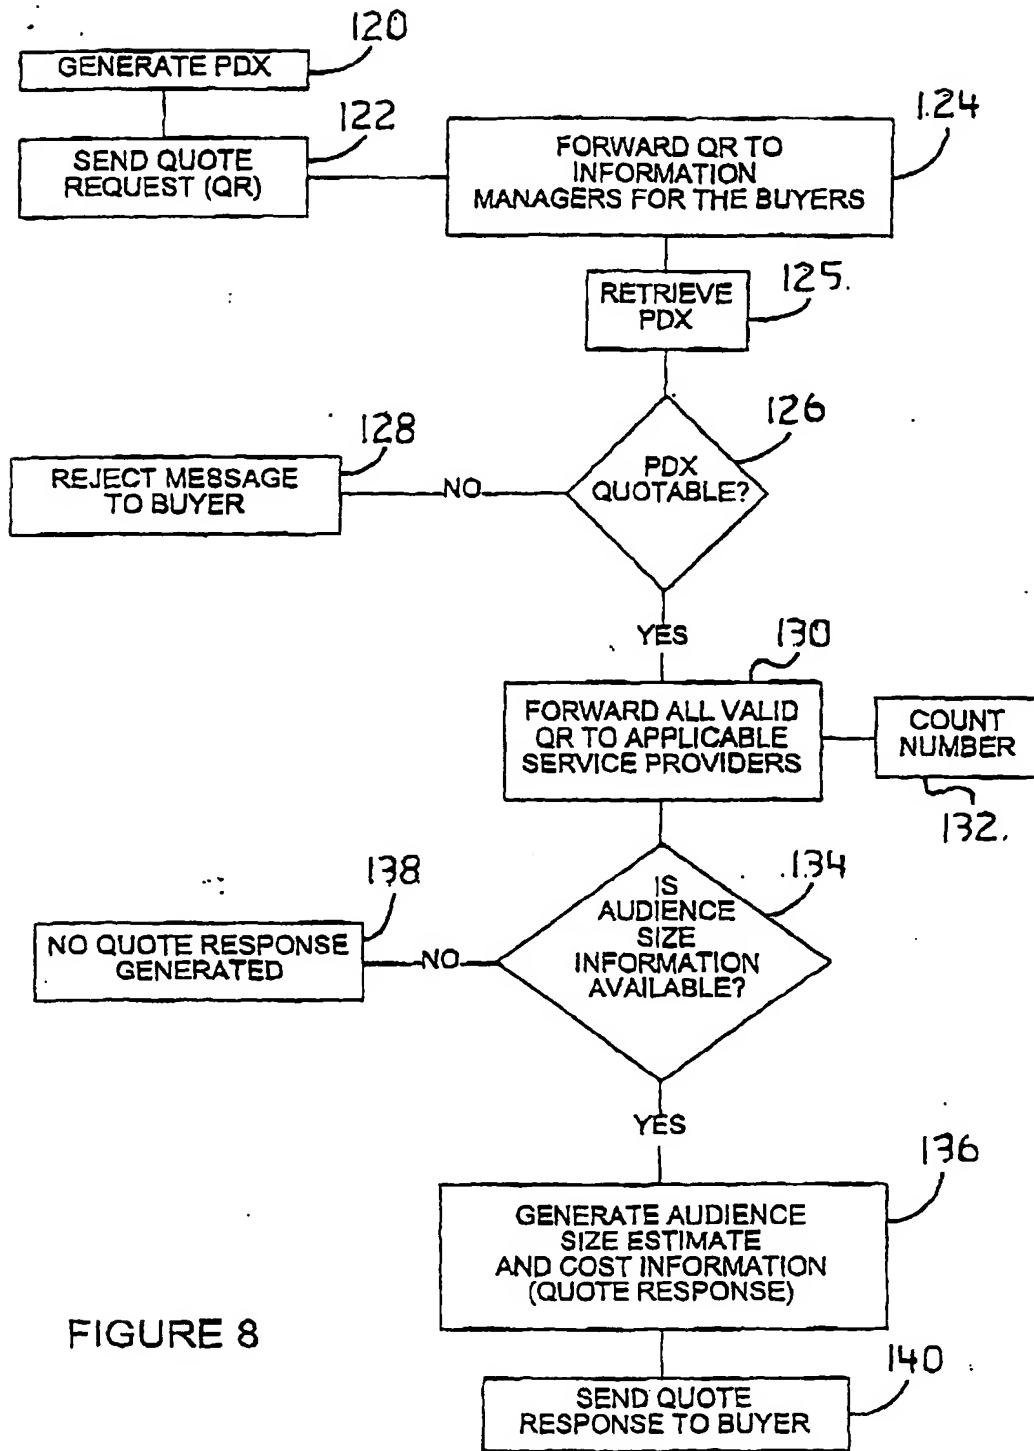 120
GENERATE PDX
122
SEND QUOTE
REQUEST (QR)
1.24
FORWARD QR TO
INFORMATION
MANAGERS FOR THE BUYERS
125.
RETRIEVE
PDX
126
PDX
QUOTABLE?
128
REJECT MESSAGE
TO BUYER
NO
YES
130
FORWARD ALL VALID
QR TO APPLICABLE
SERVICE PROVIDERS
COUNT
NUMBER
132.
134
IS
AUDIENCE
SIZE
INFORMATION
AVAILABLE?
138
NO QUOTE RESPONSE
GENERATED
NO
YES
136
GENERATE AUDIENCE
SIZE ESTIMATE
AND COST INFORMATION
(QUOTE RESPONSE)
FIGURE 8
140
SEND QUOTE
RESPONSE TO BUYER